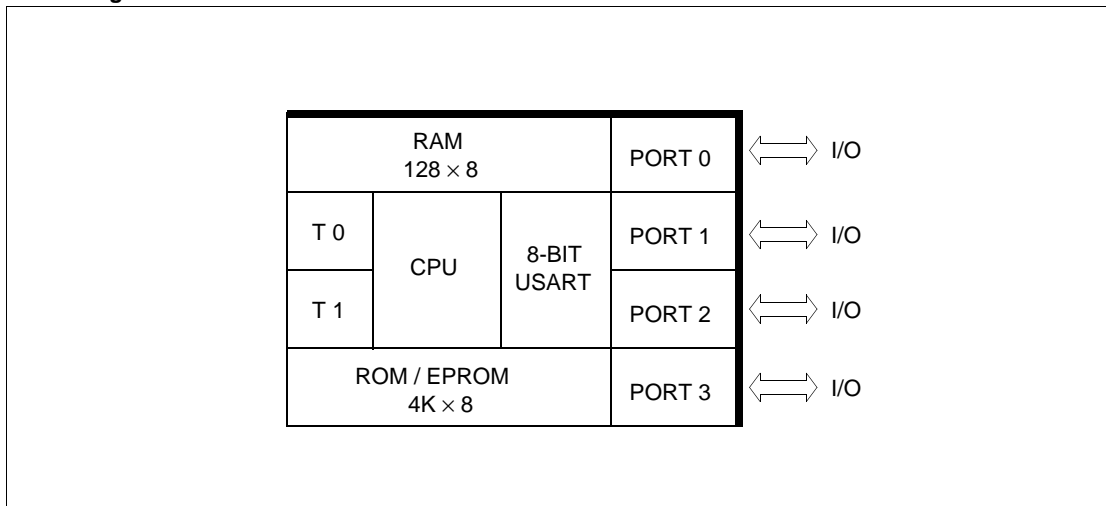 RAM
128 × 8
PORT 0
I/O
T 0
CPU
8-BIT
USART
PORT 1
I/O
T 1
PORT 2
I/O
ROM / EPROM
4K × 8
PORT 3
I/O